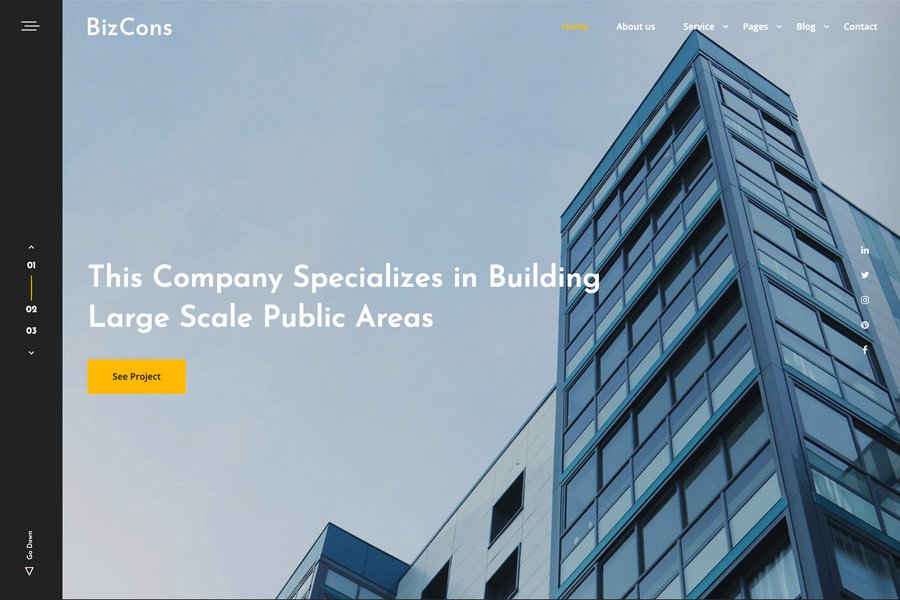 BizCons
Home About us Service Pages Blog Contact
01
02
03
This Company Specializes in Building
Large Scale Public Areas
See Project
Go Down